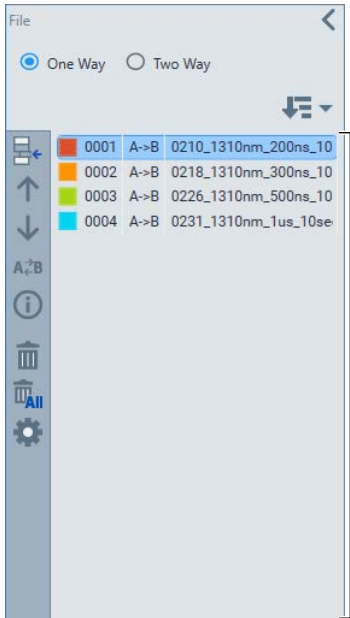 File
One Way Two Way
0001 A->B 0210_1310nm_200ns_10
0002 A->B 0218_1310nm_300ns_10
0003 A->B 0226_1310nm_500ns_10
0004 A->B 0231_1310nm_1us_10se
A⇄B
All